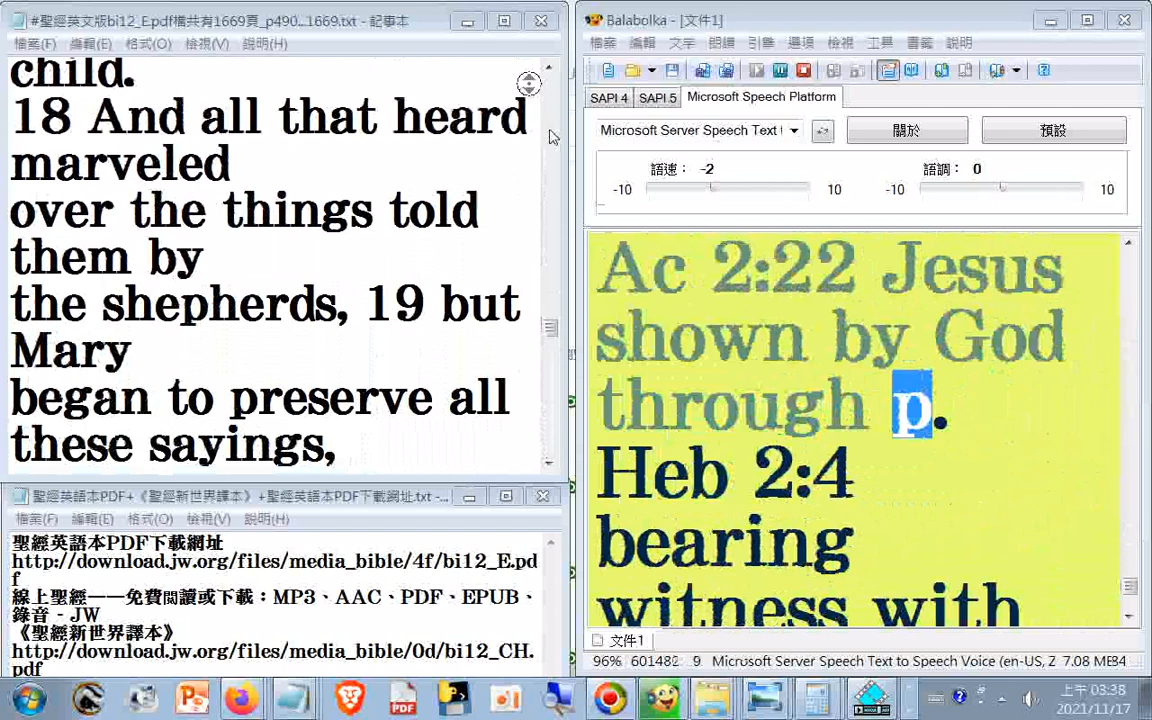 #聖經英文版bi12_E.pdf檔共有1669頁_p490...1669.txt - 記事本
檔案(F) 編輯(E) 格式(O) 檢視(V) 說明(H)
child.
18 And all that heard
marveled
over the things told
them by
the shepherds, 19 but
Mary
began to preserve all
these sayings,
聖經英語本PDF+《聖經新世界譯本》+聖經英語本PDF下載網址.txt - ...
檔案(F) 編輯(E) 格式(O) 檢視(V) 說明(H)
聖經英語本PDF下載網址
http://download.jw.org/files/media_bible/4f/bi12_E.pd
f
線上聖經——免費閱讀或下載：MP3、AAC、PDF、EPUB、
錄音 - JW
《聖經新世界譯本》
http://download.jw.org/files/media_bible/0d/bi12_CH.
pdf
Balabolka - [文件1]
檔案 編輯 文字 朗讀 引擎 選項 檢視 工具 書籤 說明
SAPI 4 SAPI 5 Microsoft Speech Platform
Microsoft Server Speech Text 關於 預設
語速： -2 語調： 0
-10 10 -10 10
Ac 2:22 Jesus
shown by God
through p.
Heb 2:4
bearing
witness with
文件1
96% 601482 9 Microsoft Server Speech Text to Speech Voice (en-US, Z 7.08 MB
上午 03:38
2021/11/17